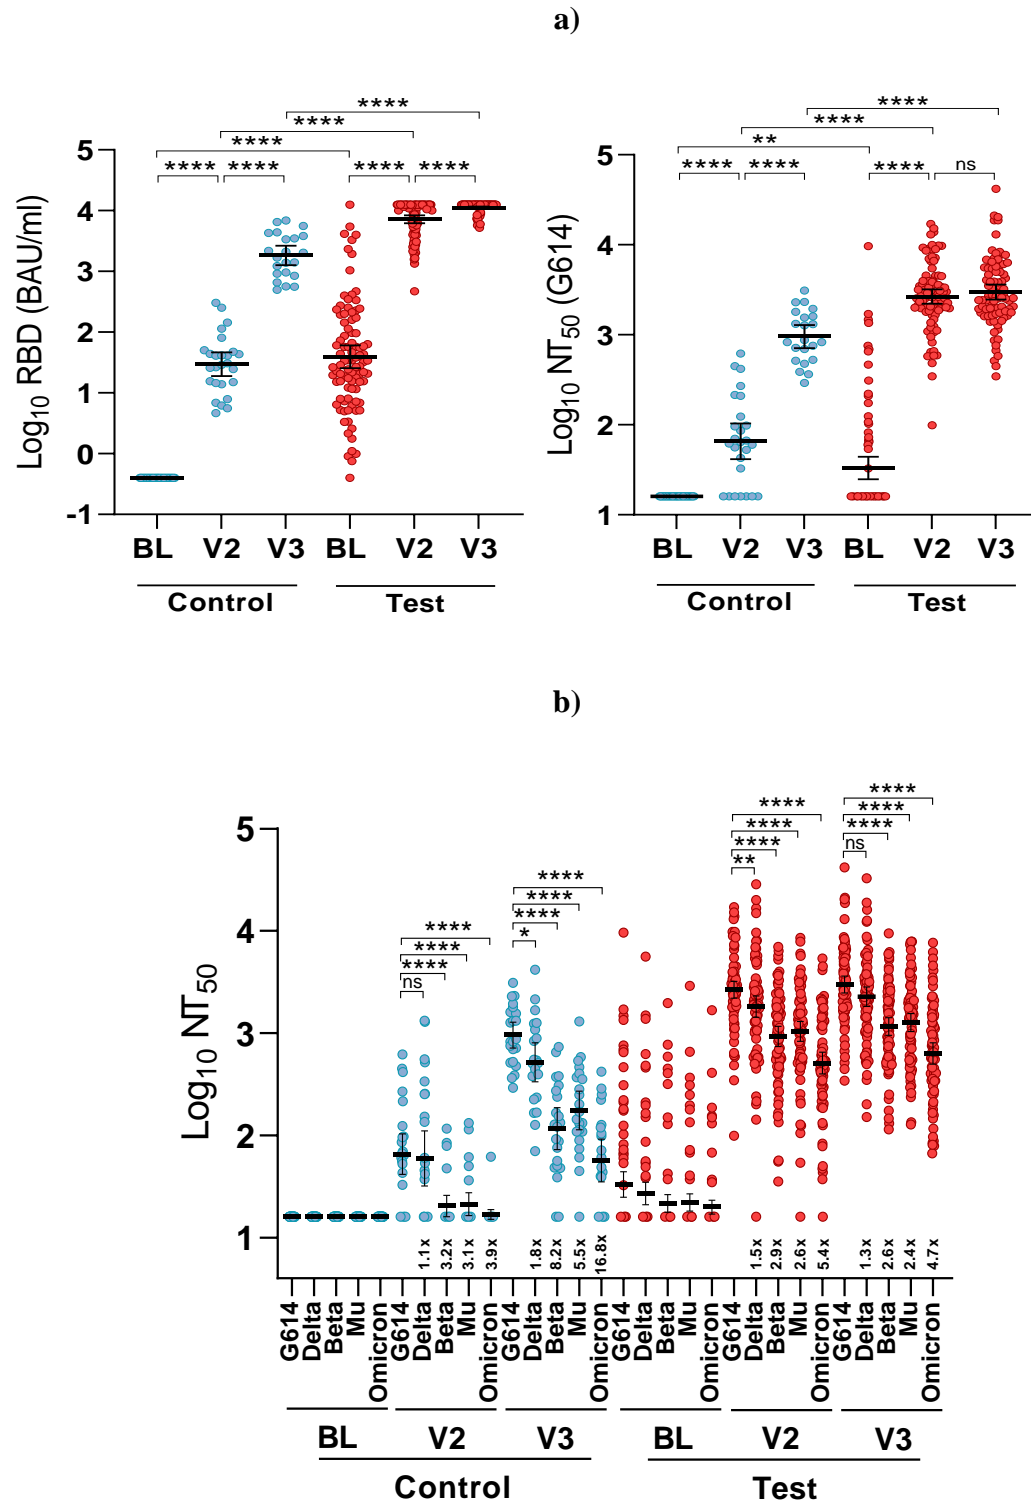 a)
****
****
****
**** **** **** ****
Log10 RBD (BAU/ml)
5
4
3
2
1
0
-1
BL V2 V3 BL V2 V3
Control Test
****
****
**
**** **** **** ns
Log10 NT50 (G614)
5
4
3
2
1
BL V2 V3 BL V2 V3
Control Test
b)
Log10 NT50
5
4
3
2
1
****
****
****
ns
****
****
****
*
****
****
****
**
****
****
****
ns
1.1x 3.2x 3.1x 3.9x 1.8x 8.2x 5.5x 16.8x 1.5x 2.9x 2.6x 5.4x 1.3x 2.6x 2.4x 4.7x
G614 Delta Beta Mu Omicron G614 Delta Beta Mu Omicron G614 Delta Beta Mu Omicron G614 Delta Beta Mu Omicron G614 Delta Beta Mu Omicron G614 Delta Beta Mu Omicron
BL V2 V3 BL V2 V3
Control Test